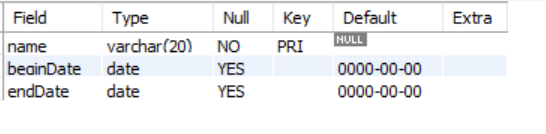 Field Type Null Key Default Extra
name varchar(20) NO PRI NULL
beginDate date YES 0000-00-00
endDate date YES 0000-00-00